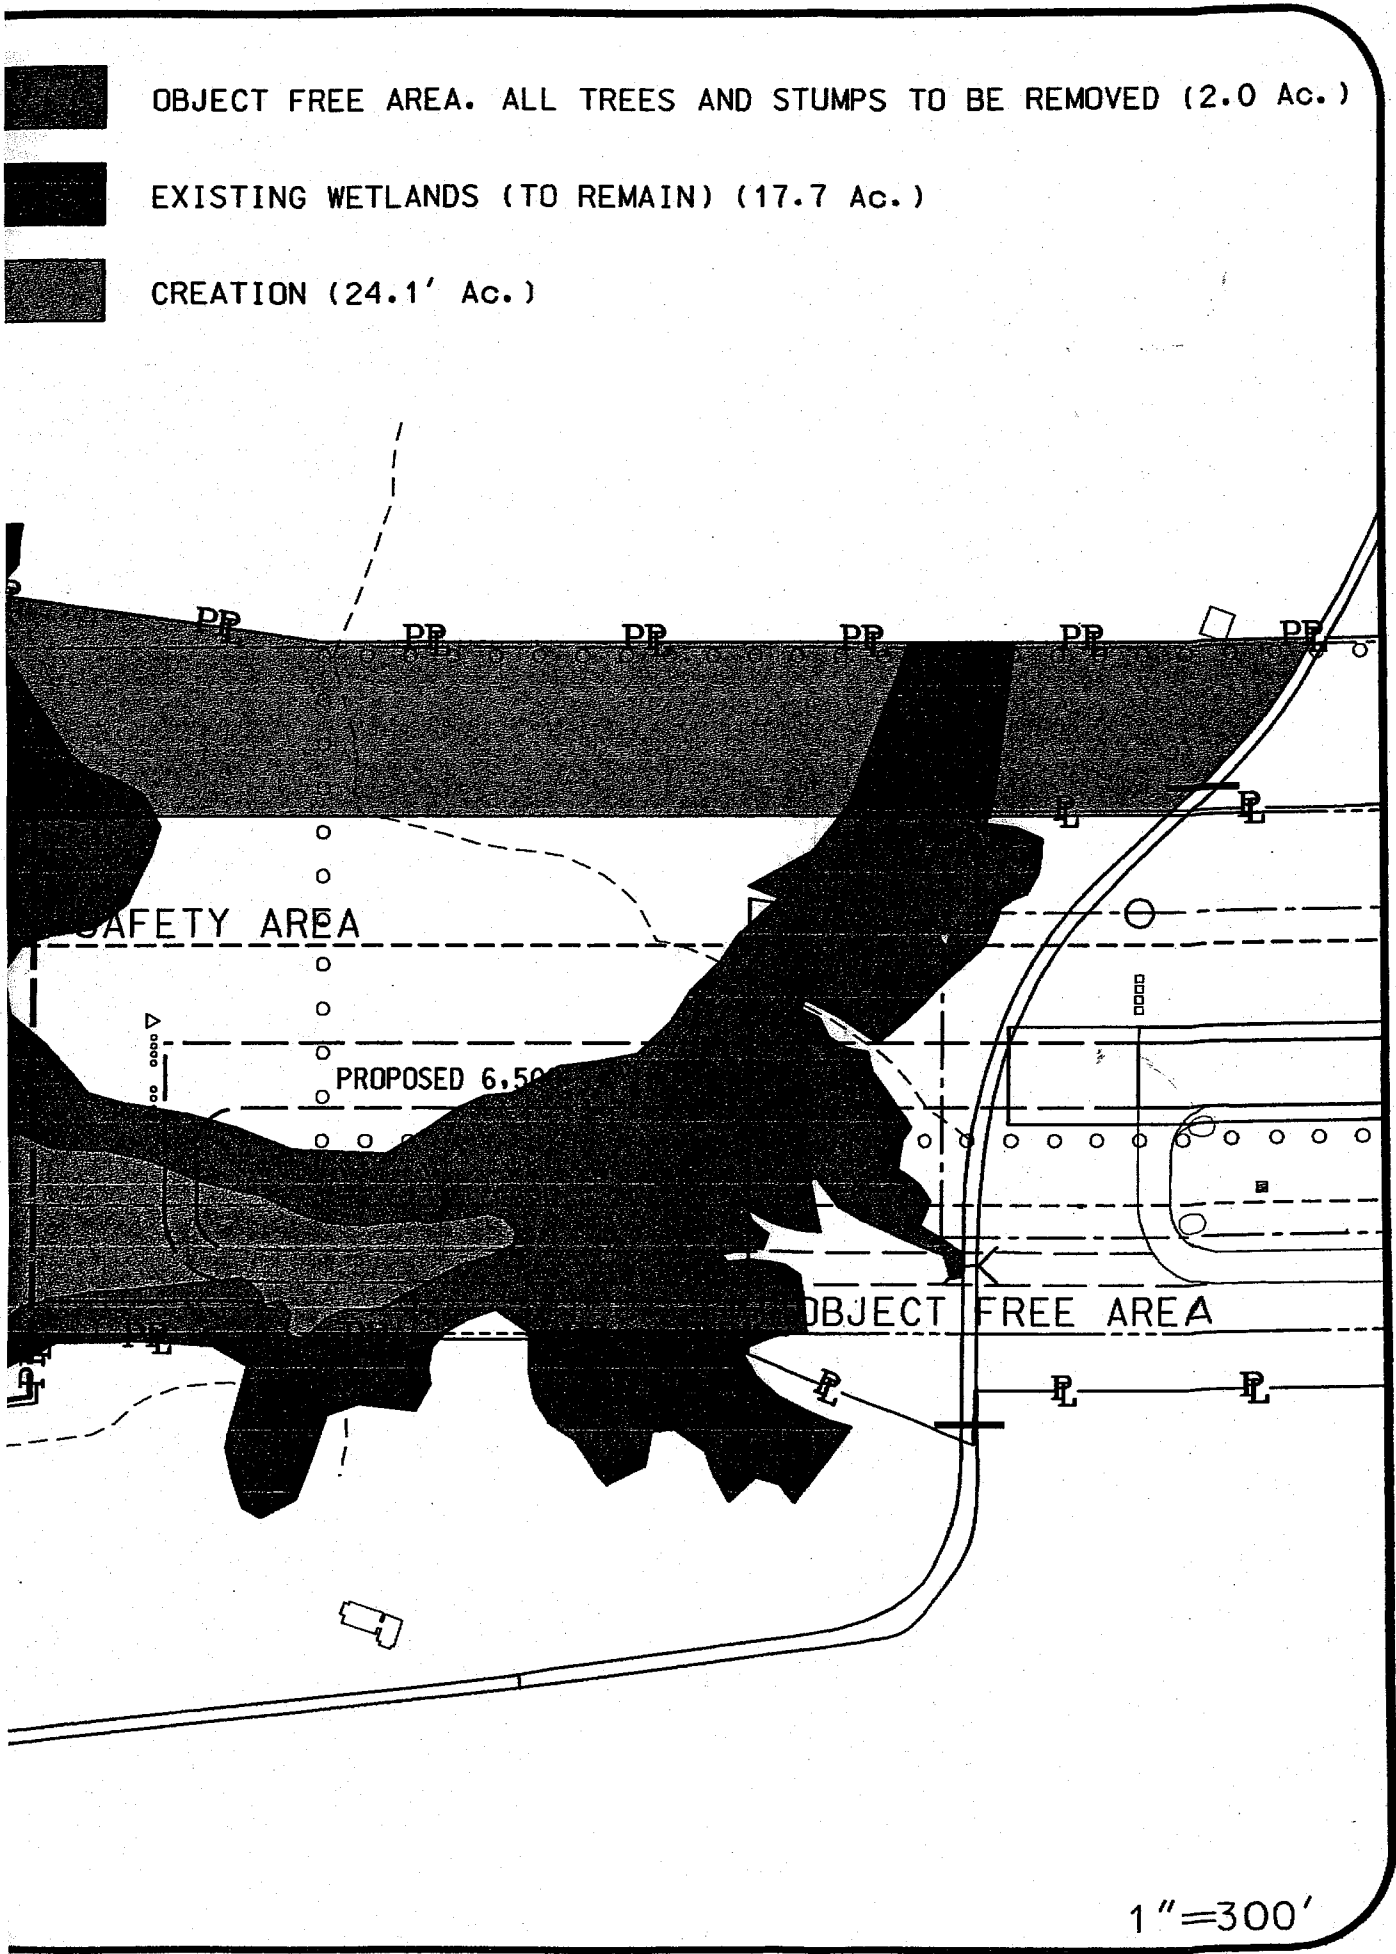 OBJECT FREE AREA. ALL TREES AND STUMPS TO BE REMOVED (2.0 Ac.)
EXISTING WETLANDS (TO REMAIN) (17.7 Ac.)
CREATION (24.1' Ac.)
PL PL PL PL PL PL
PL PL
SAFETY AREA
PROPOSED 6,50
OBJECT FREE AREA
PL
PL PL PL
1"=300'